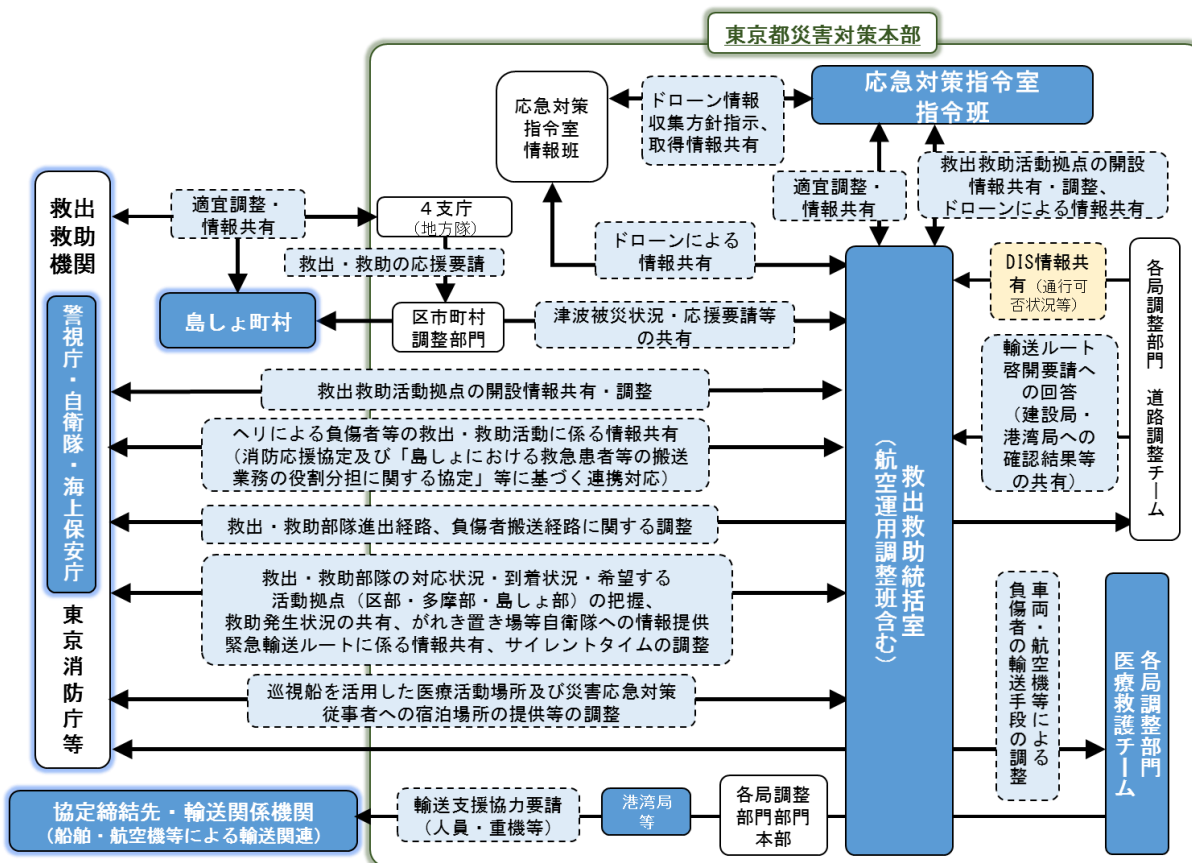 東京都災害対策本部
応急対策
指令室
情報班
ドローン情報
収集方針指示、
取得情報共有
応急対策指令室
指令班
適宜調整・
情報共有
救出救助活動拠点の開設
情報共有・調整、
ドローンによる情報共有
救出
救助
機関
警視庁・自衛隊・海上保安庁
東京消防庁等
適宜調整・
情報共有
4支庁
（地方隊）
救出・救助の応援要請
島しょ町村
区市町村
調整部門
ドローンによる
情報共有
津波被災状況・応援要請等
の共有
DIS情報共
有（通行可
否状況等）
各局調整部門　道路調整チーム
輸送ルート
啓開要請へ
の回答
（建設局・
港湾局への
確認結果等
の共有）
救出救助統括室
（航空運用調整班含む）
救出救助活動拠点の開設情報共有・調整
ヘリによる負傷者等の救出・救助活動に係る情報共有
（消防応援協定及び「島しょにおける救急患者等の搬送
業務の役割分担に関する協定」等に基づく連携対応）
救出・救助部隊進出経路、負傷者搬送経路に関する調整
救出・救助部隊の対応状況・到着状況・希望する
活動拠点（区部・多摩部・島しょ部）の把握、
救助発生状況の共有、がれき置き場等自衛隊への情報提供
緊急輸送ルートに係る情報共有、サイレントタイムの調整
巡視船を活用した医療活動場所及び災害応急対策
従事者への宿泊場所の提供等の調整
車両・航空機等による
負傷者の輸送手段の調整
各局調整部門
医療救護チーム
協定締結先・輸送関係機関
（船舶・航空機等による輸送関連）
輸送支援協力要請
（人員・重機等）
港湾局
等
各局調整
部門部門
本部